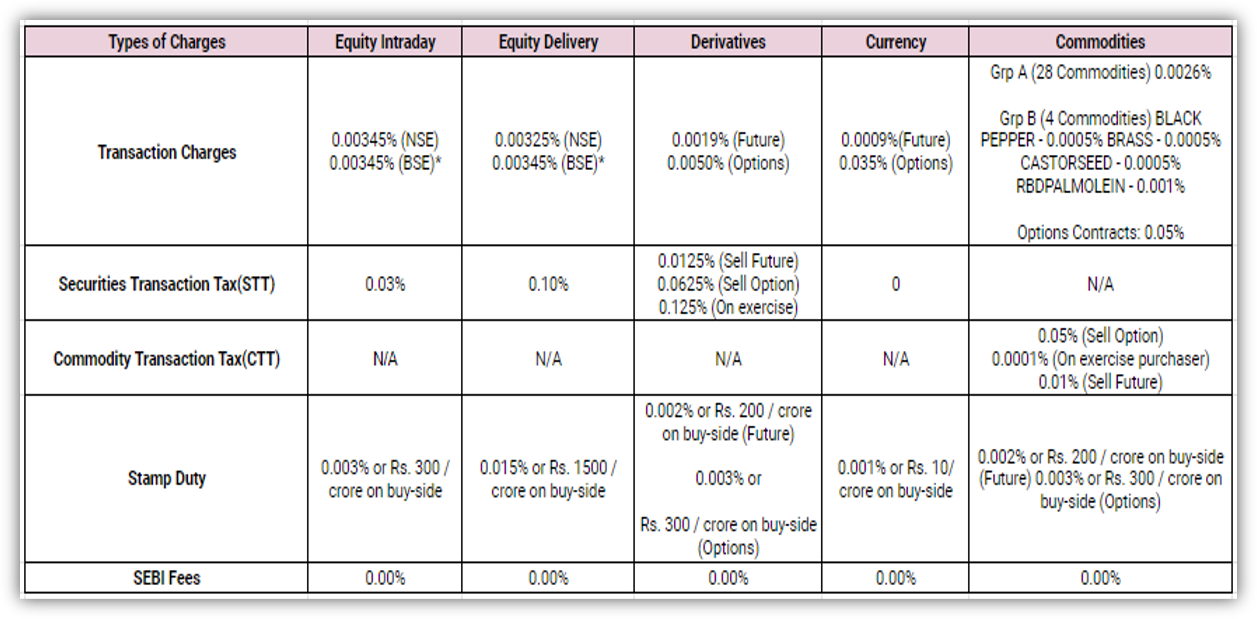 Types of Charges
Equity Intraday
Equity Delivery
Derivatives
Currency
Commodities
Transaction Charges
0.00345% (NSE)
0.00345% (BSE)*
0.00325% (NSE)
0.00345% (BSE)*
0.0019% (Future)
0.0050% (Options)
0.0009%(Future)
0.035% (Options)
Grp A (28 Commodities) 0.0026%
Grp B (4 Commodities) BLACK
PEPPER - 0.0005% BRASS - 0.0005%
CASTORSEED - 0.0005%
RBDPALMOLEIN - 0.001%
Options Contracts: 0.05%
Securities Transaction Tax(STT)
0.03%
0.10%
0.0125% (Sell Future)
0.0625% (Sell Option)
0.125% (On exercise)
0
N/A
Commodity Transaction Tax(CTT)
N/A
N/A
N/A
N/A
0.05% (Sell Option)
0.0001% (On exercise purchaser)
0.01% (Sell Future)
Stamp Duty
0.003% or Rs. 300 /
crore on buy-side
0.015% or Rs. 1500 /
crore on buy-side
0.002% or Rs. 200 / crore
on buy-side (Future)
0.003% or
Rs. 300 / crore on buy-side
(Options)
0.001% or Rs. 10/
crore on buy-side
0.002% or Rs. 200 / crore on buy-side
(Future) 0.003% or Rs. 300 / crore on
buy-side (Options)
SEBI Fees
0.00%
0.00%
0.00%
0.00%
0.00%